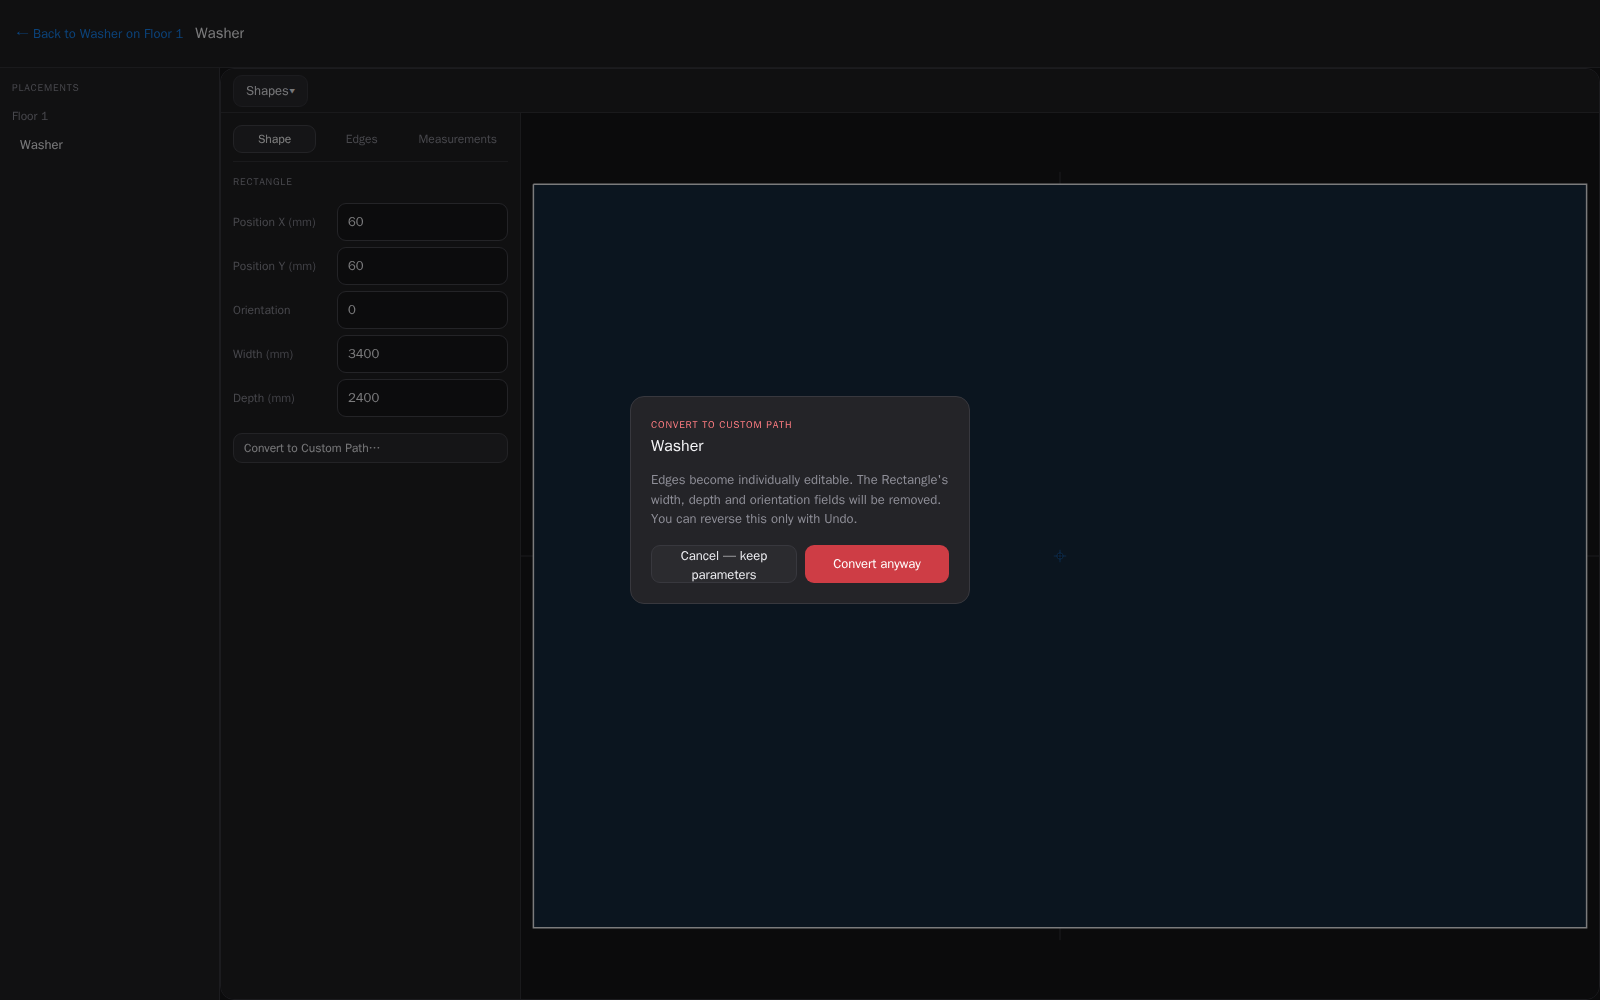 ← Back to Washer on Floor 1 Washer
PLACEMENTS
Floor 1
Washer
Shapes▾
Shape Edges Measurements
RECTANGLE
Position X (mm) 60
Position Y (mm) 60
Orientation 0
Width (mm) 3400
Depth (mm) 2400
Convert to Custom Path···
CONVERT TO CUSTOM PATH
Washer
Edges become individually editable. The Rectangle's
width, depth and orientation fields will be removed.
You can reverse this only with Undo.
Cancel — keep
parameters
Convert anyway